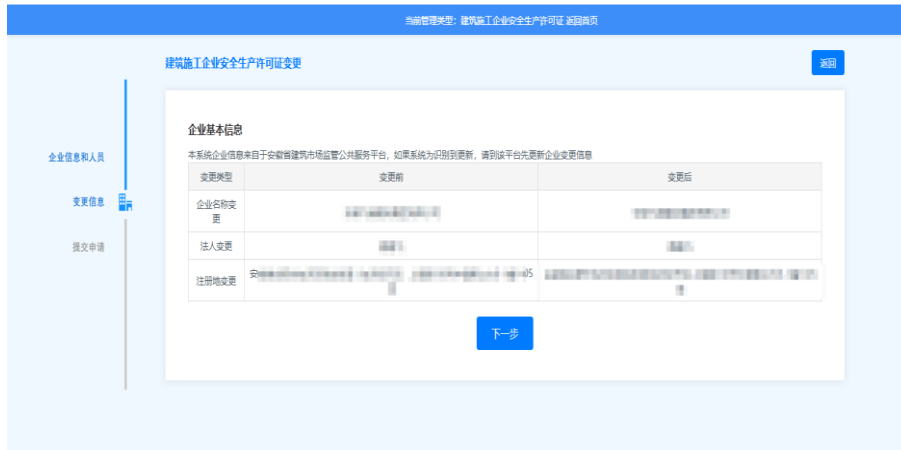 当前管理类型：建筑施工企业安全生产许可证 返回首页
建筑施工企业安全生产许可证变更
返回
企业信息和人员
变更信息
提交申请
企业基本信息
本系统企业信息来自于安徽省建筑市场监管公共服务平台，如果系统为识别到更新，请到该平台先更新企业变更信息
变更类型 变更前 变更后
企业名称变
更
法人变更
注册地变更 安 05
下一步